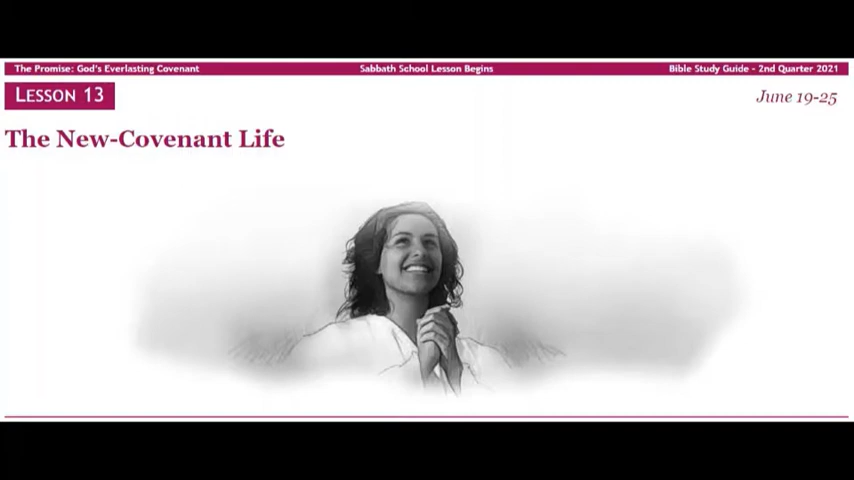 The Promise: God's Everlasting Covenant
Sabbath School Lesson Begins
Bible Study Guide - 2nd Quarter 2021
LESSON 13
June 19-25
The New-Covenant Life